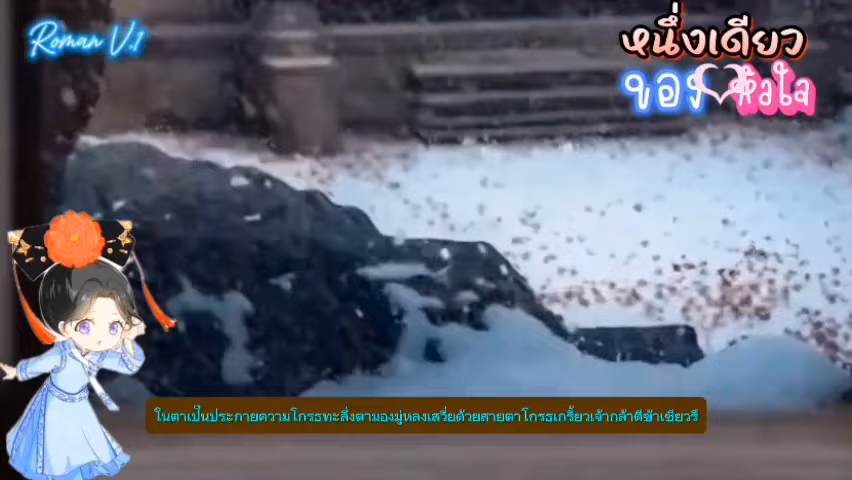 Roman V.1
หนึ่งเดียว
ของหัวใจ
ในตาเป็นประกายความโกรธทะลึ่งตามองมู่หลงเสวี่ยด้วยสายตาโกรธเกรี้ยวเจ้ากล้าตีข้าเชียวรึ